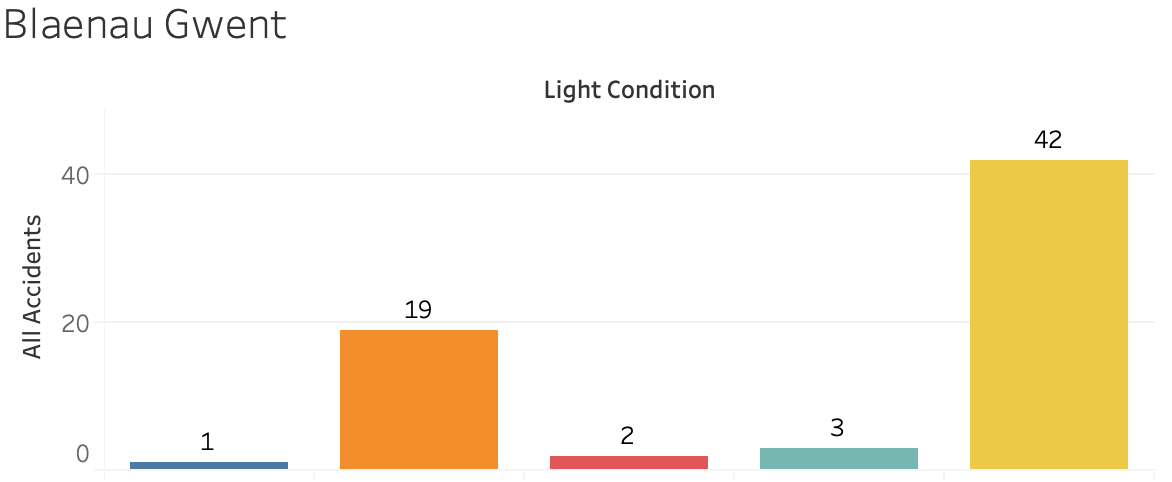 Blaenau Gwent
Light Condition
All Accidents
40
20
0
1
19
2
3
42